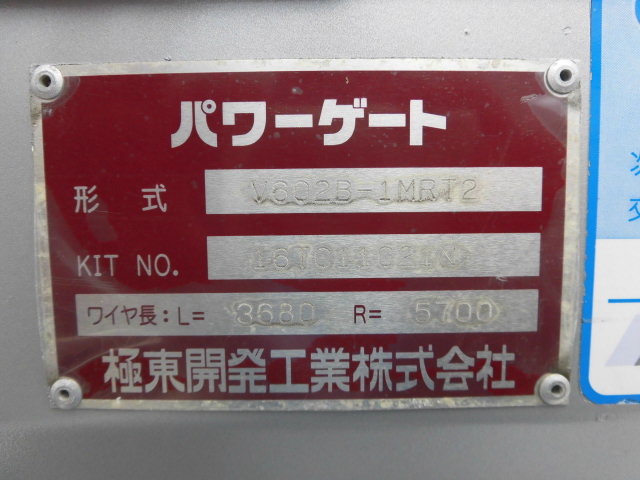 パワーゲート
形 式 V602B-1MRT2
KIT NO.
ワイヤ長:L= 3680 R= 5700
極東開発工業株式会社